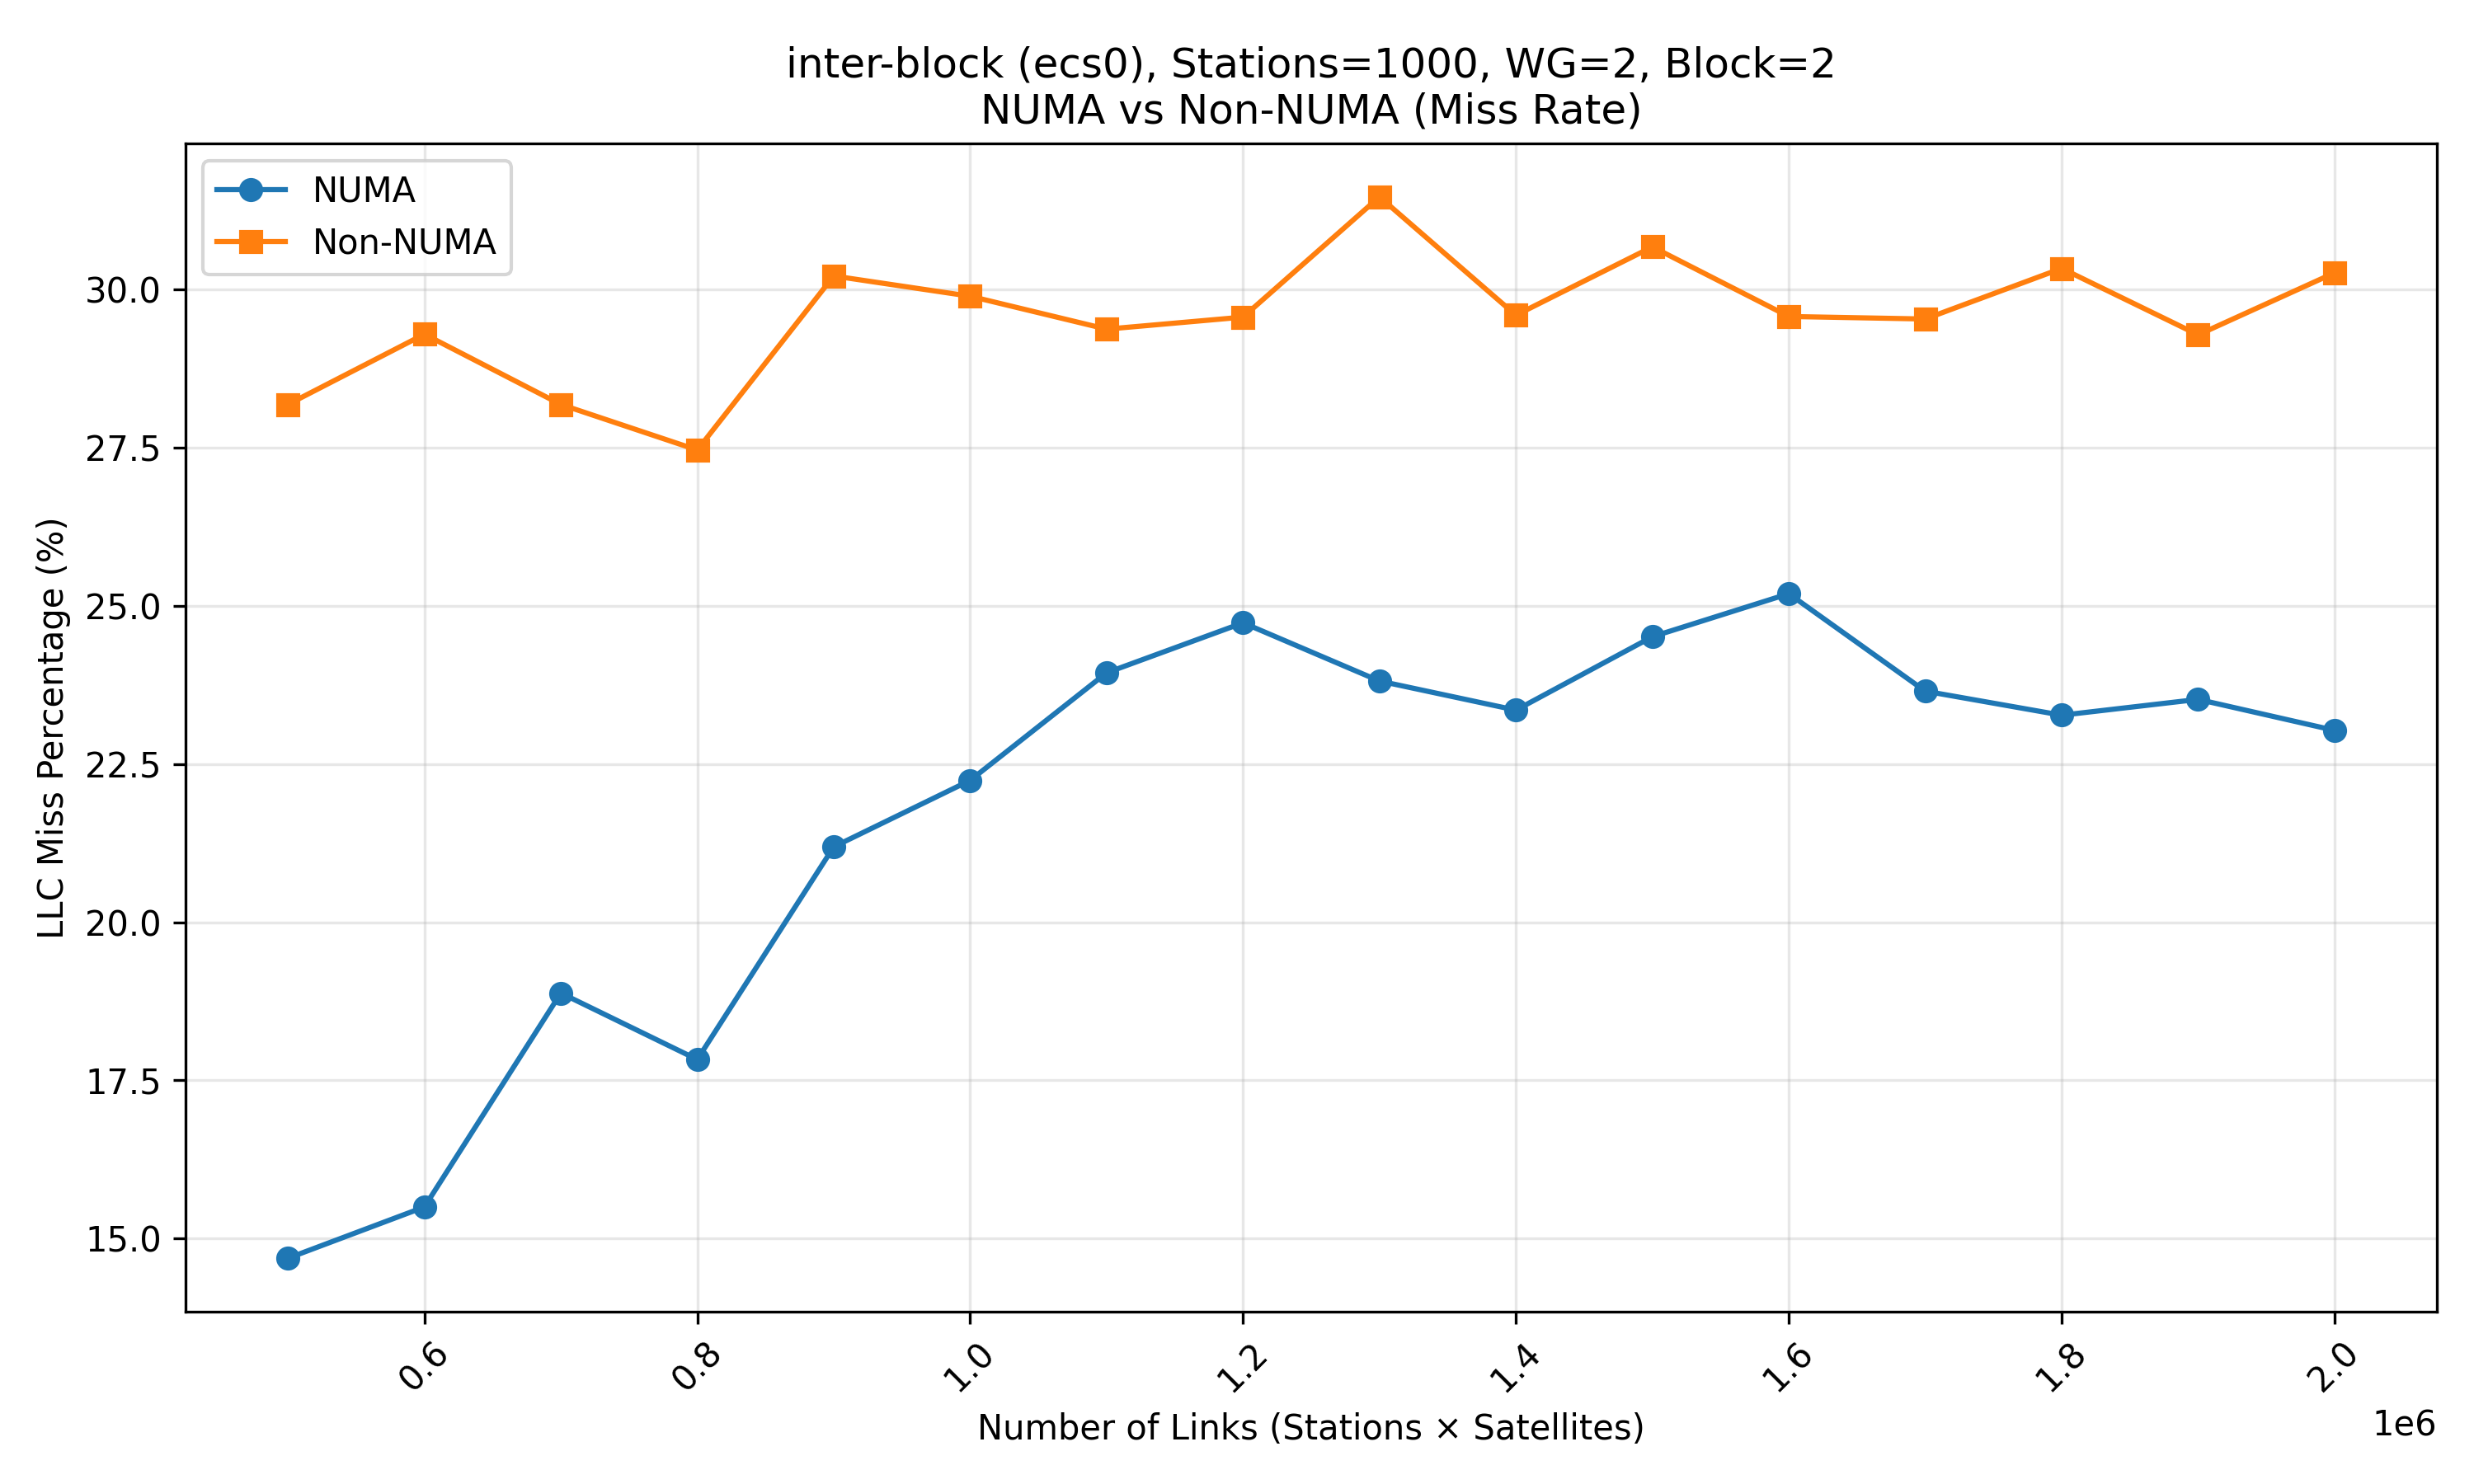 inter-block (ecs0), Stations=1000, WG=2, Block=2
NUMA vs Non-NUMA (Miss Rate)
NUMA
Non-NUMA
LLC Miss Percentage (%)
30.0
27.5
25.0
22.5
20.0
17.5
15.0
0.6
0.8
1.0
1.2
1.4
1.6
1.8
2.0
1e6
Number of Links (Stations × Satellites)